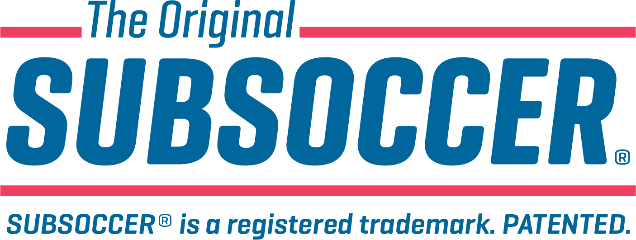 The Original
SUBSOCCER®
SUBSOCCER® is a registered trademark. PATENTED.